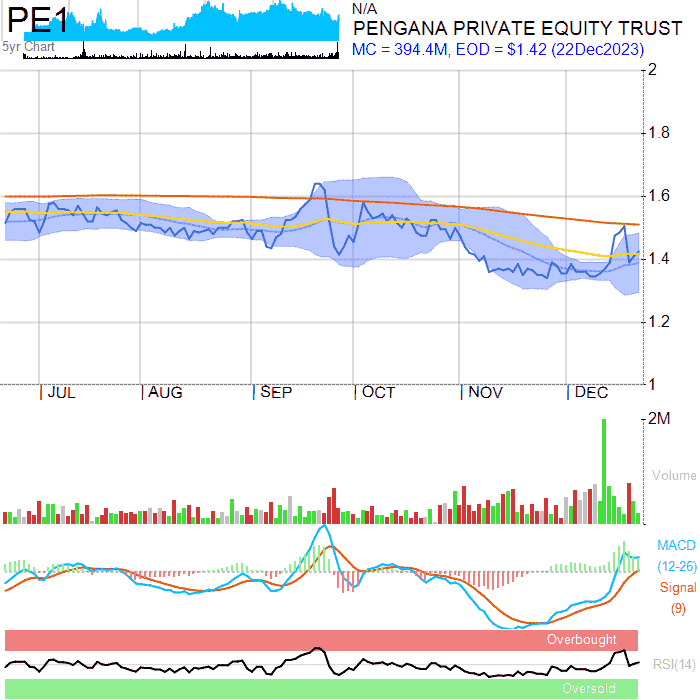 PE1
5yr Chart
N/A
PENGANA PRIVATE EQUITY TRUST
MC = 394.4M, EOD = $1.42 (22Dec2023)
2
1.8
1.6
1.4
1.2
1
JUL AUG SEP OCT NOV DEC
2M
Volume
MACD
(12-26)
Signal
(9)
Overbought
RSI(14)
Oversold